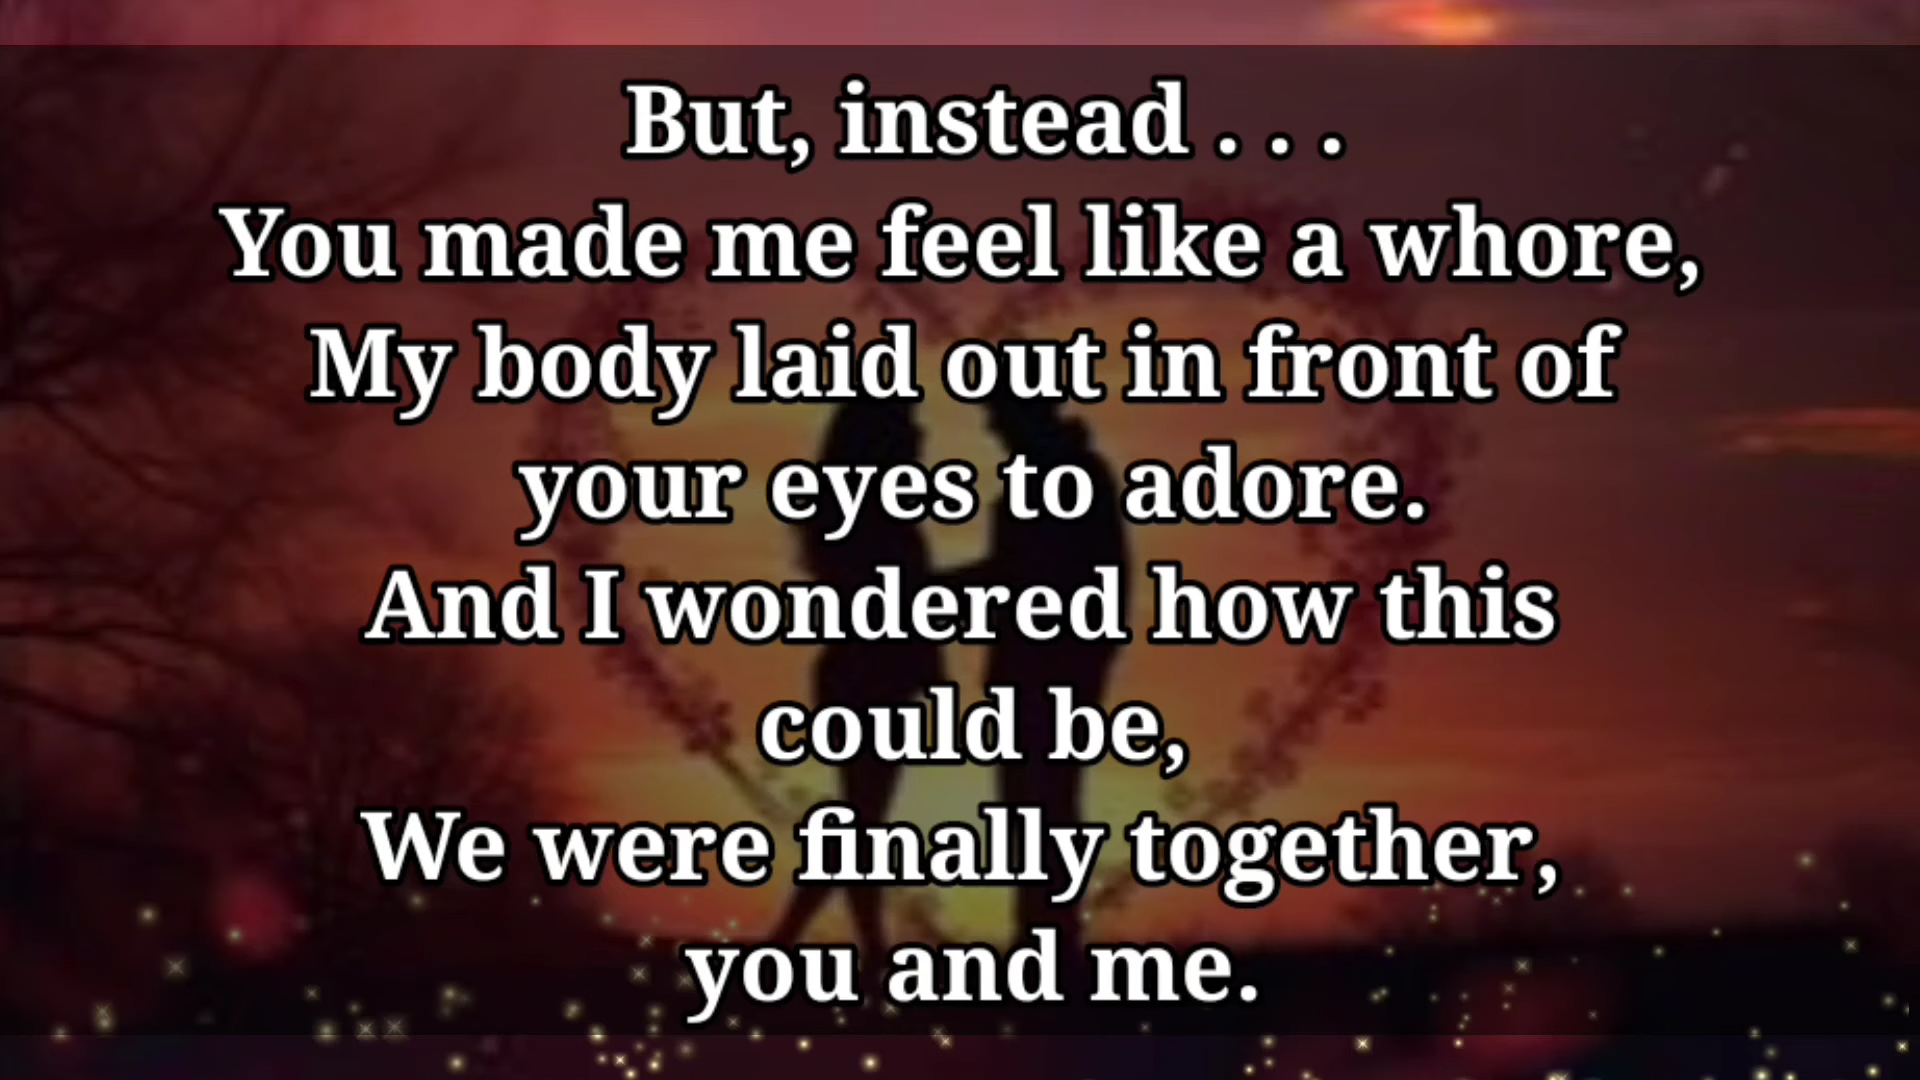 But, instead . . .
You made me feel like a whore,
My body laid out in front of
your eyes to adore.
And I wondered how this
could be,
We were finally together,
you and me.